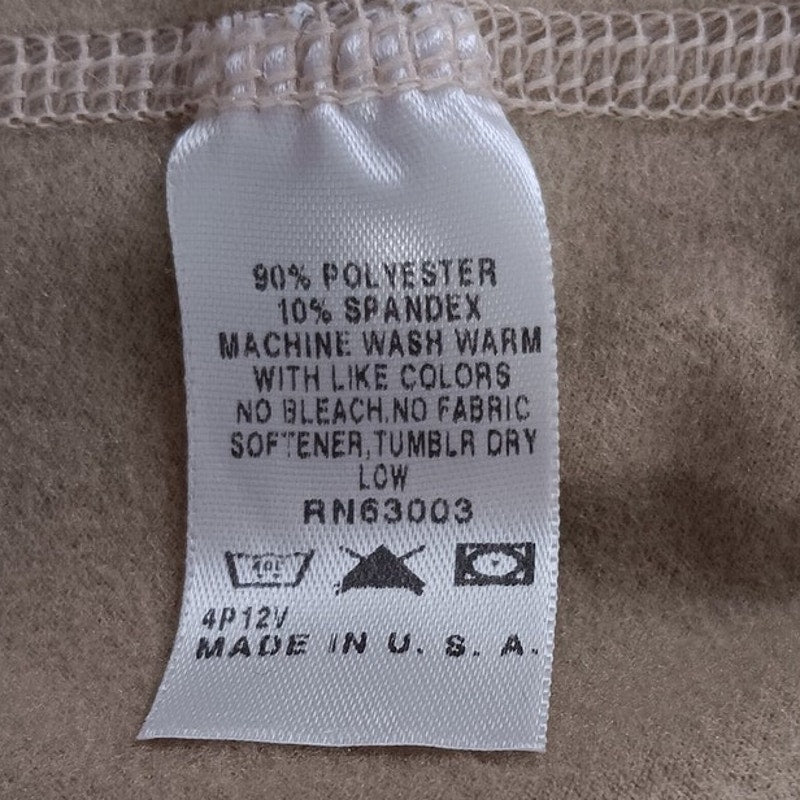 90% POLYESTER
10% SPANDEX
MACHINE WASH WARM
WITH LIKE COLORS
NO BLEACH,NO FABRIC
SOFTENER,TUMBLR DRY
LOW
RN63003
4P12V
MADE IN U. S. A.